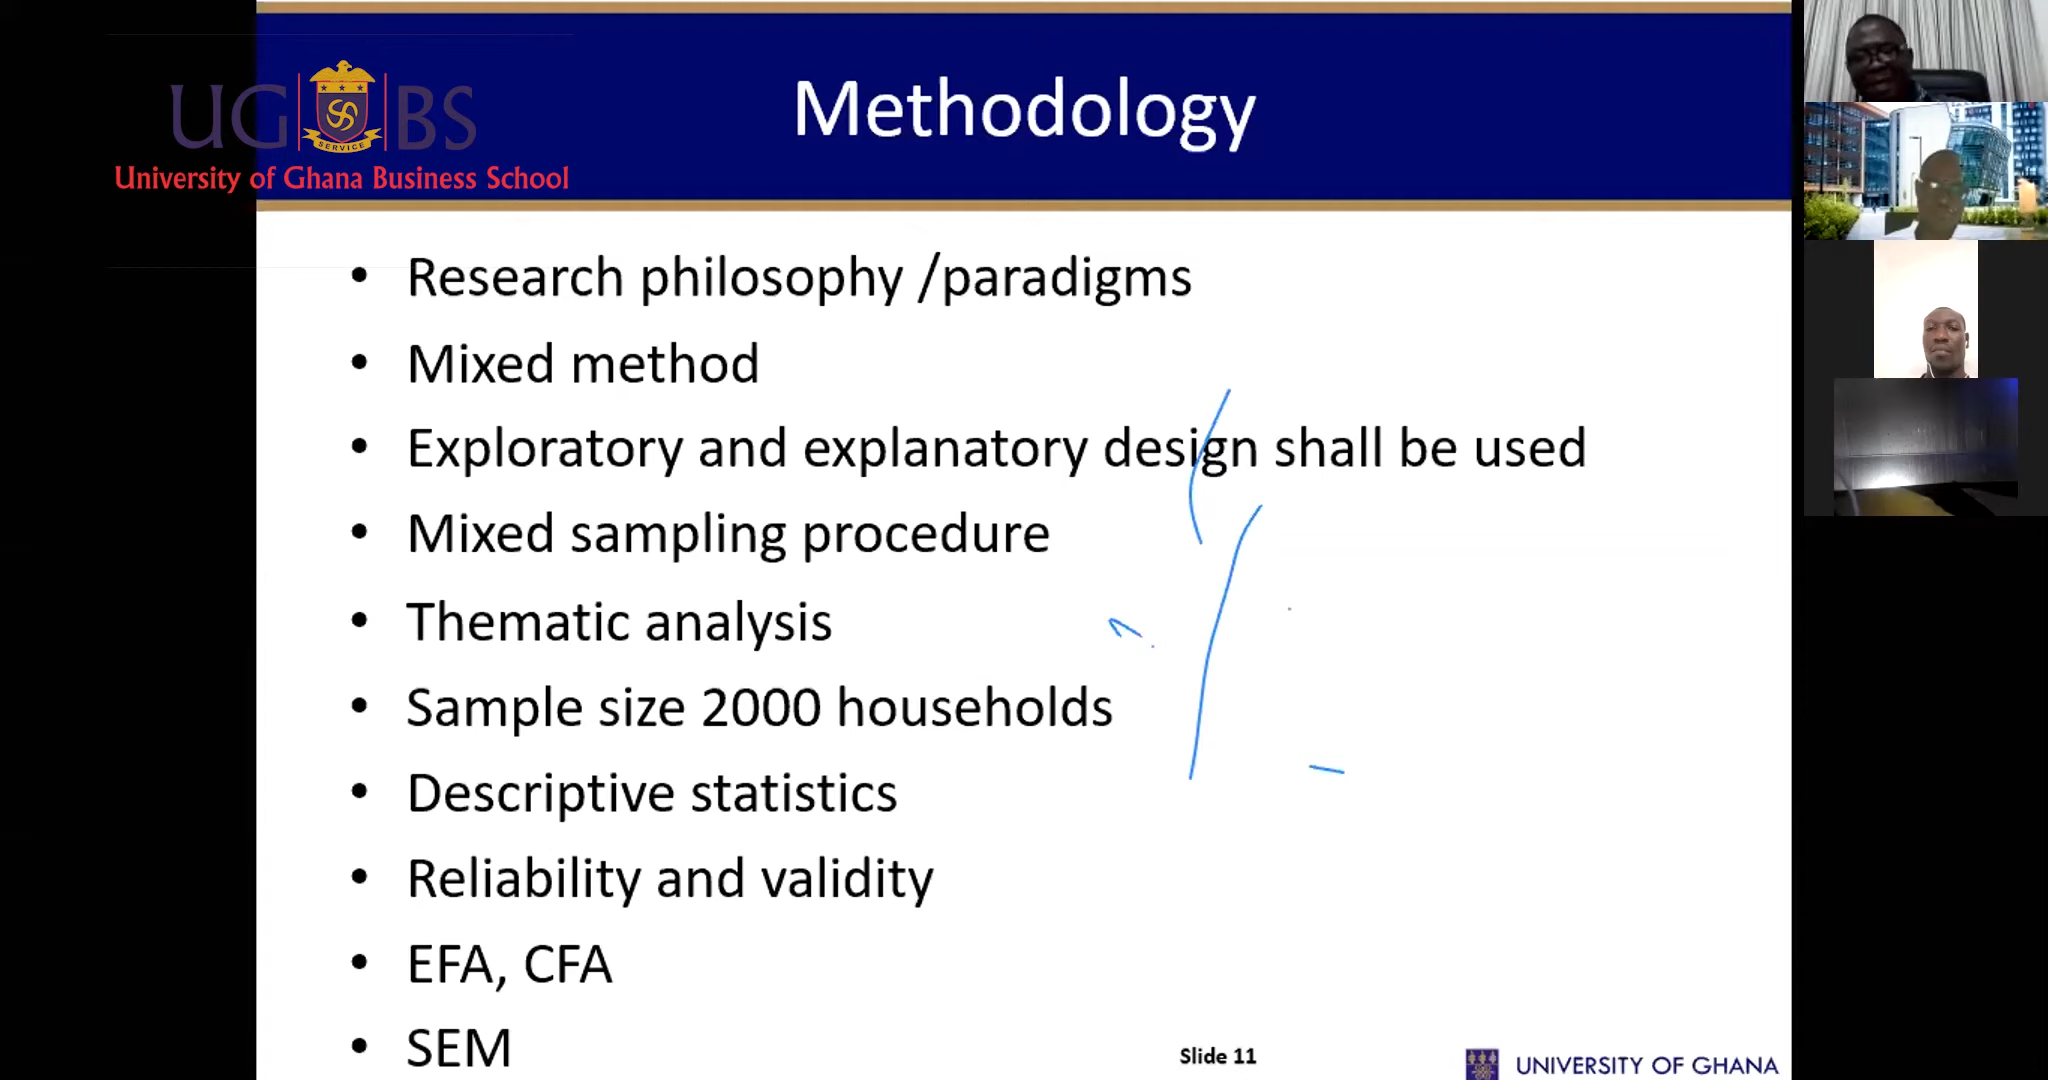 UG BS
SERVICE
University of Ghana Business School
Methodology
• Research philosophy /paradigms
• Mixed method
• Exploratory and explanatory design shall be used
• Mixed sampling procedure
• Thematic analysis
• Sample size 2000 households
• Descriptive statistics
• Reliability and validity
• EFA, CFA
• SEM
Slide 11
UNIVERSITY OF GHANA